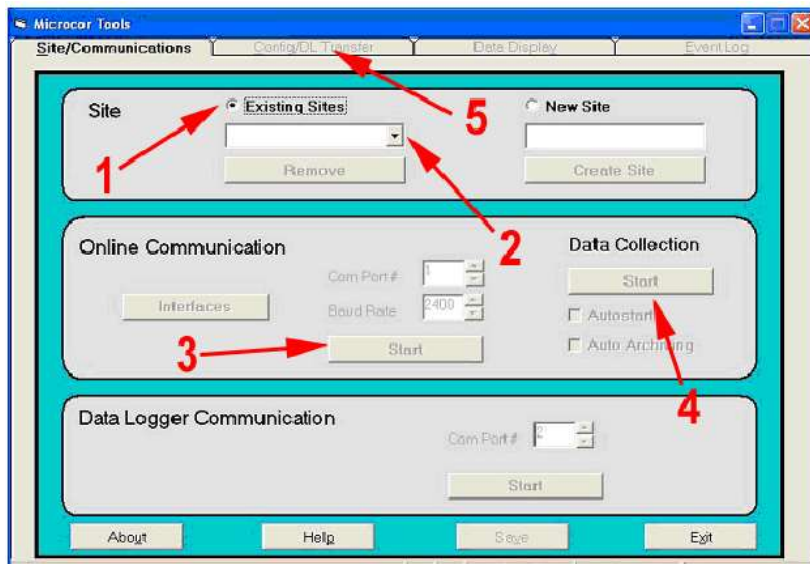 Microcor Tools
Site/Communications Config/DL Transfer Data Display Event Log
Site Existing Sites New Site
1 5
Remove Create Site
2
Online Communication Data Collection
Com Port # 1 Start
Interfaces Baud Rate 2400 Autostart
3 Start Auto Archiving
4
Data Logger Communication
Com Port # 2
Start
About Help Save Exit